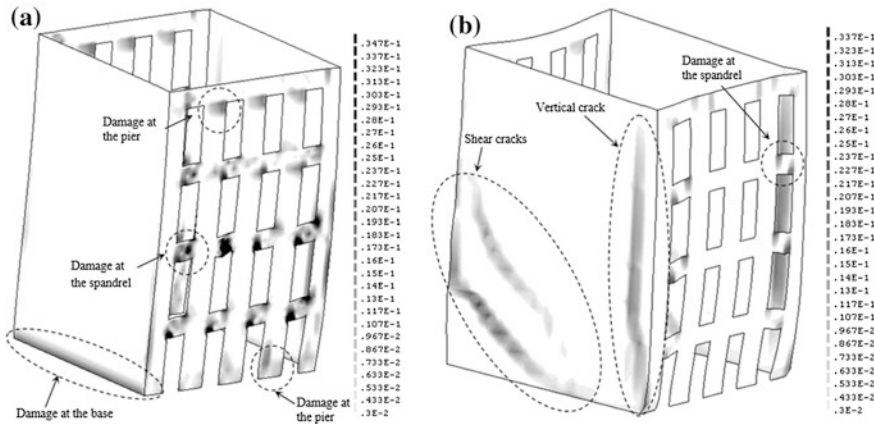 (a)
Damage at
the pier
Damage at
the spandrel
Damage at the base
Damage at
the pier
.347E-1
.337E-1
.323E-1
.313E-1
.303E-1
.293E-1
.28E-1
.27E-1
.26E-1
.25E-1
.237E-1
.227E-1
.217E-1
.207E-1
.193E-1
.183E-1
.173E-1
.16E-1
.15E-1
.14E-1
.13E-1
.117E-1
.107E-1
.967E-2
.867E-2
.733E-2
.633E-2
.533E-2
.433E-2
.3E-2
(b)
Damage at
the spandrel
Vertical crack
Shear cracks
.337E-1
.323E-1
.313E-1
.303E-1
.293E-1
.28E-1
.27E-1
.26E-1
.25E-1
.237E-1
.227E-1
.217E-1
.207E-1
.193E-1
.183E-1
.173E-1
.16E-1
.15E-1
.14E-1
.13E-1
.117E-1
.107E-1
.967E-2
.867E-2
.733E-2
.633E-2
.533E-2
.433E-2
.3E-2